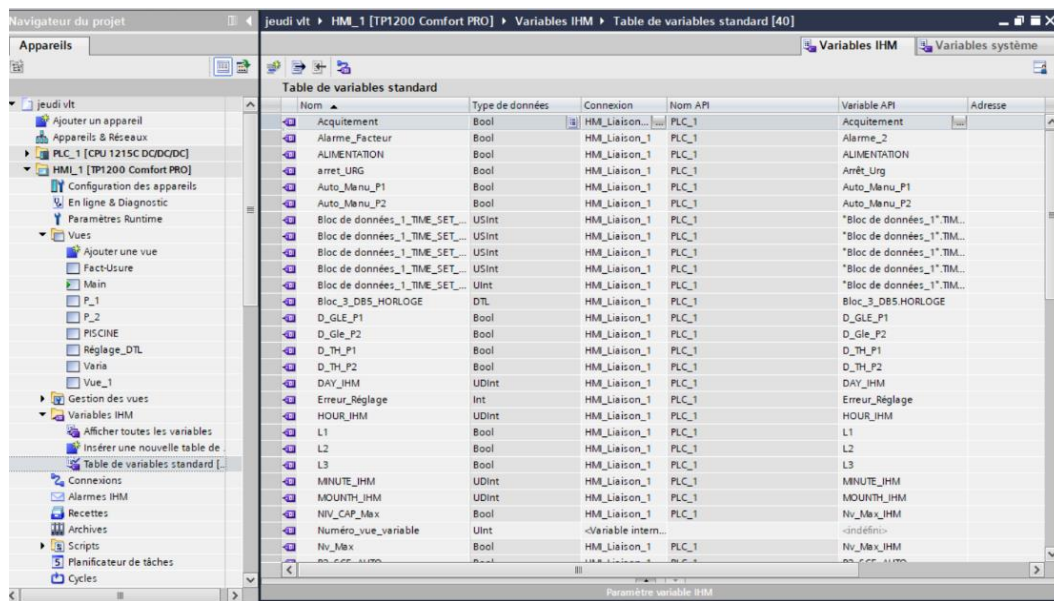 Navigateur du projet
jeudi vlt ▸ HMI_1 [TP1200 Comfort PRO] ▸ Variables IHM ▸ Table de variables standard [40]
Appareils
Variables IHM Variables système
Table de variables standard
Nom Type de données Connexion Nom API Variable API Adresse
jeudi vlt
Ajouter un appareil
Appareils & Réseaux
PLC_1 [CPU 1215C DC/DC/DC]
HMI_1 [TP1200 Comfort PRO]
Configuration des appareils
En ligne & Diagnostic
Paramètres Runtime
Vues
Ajouter une vue
Fact-Usure
Main
P_1
P_2
PISCINE
Réglage_DTL
Varia
Vue_1
Gestion des vues
Variables IHM
Afficher toutes les variables
Insérer une nouvelle table de
Table de variables standard [...
Connexions
Alarmes IHM
Recettes
Archives
Scripts
Planificateur de tâches
Cycles
Acquitement Bool HMI_Liaison... ... PLC_1 Acquitement ...
Alarme_Facteur Bool HMI_Liaison_1 PLC_1 Alarme_2
ALIMENTATION Bool HMI_Liaison_1 PLC_1 ALIMENTATION
arret_URG Bool HMI_Liaison_1 PLC_1 Arrêt_Urg
Auto_Manu_P1 Bool HMI_Liaison_1 PLC_1 Auto_Manu_P1
Auto_Manu_P2 Bool HMI_Liaison_1 PLC_1 Auto_Manu_P2
Bloc de données_1_TIME_SET_... USInt HMI_Liaison_1 PLC_1 "Bloc de données_1".TIM...
Bloc de données_1_TIME_SET_... USInt HMI_Liaison_1 PLC_1 "Bloc de données_1".TIM...
Bloc de données_1_TIME_SET_... USInt HMI_Liaison_1 PLC_1 "Bloc de données_1".TIM...
Bloc de données_1_TIME_SET_... UInt HMI_Liaison_1 PLC_1 "Bloc de données_1".TIM...
Bloc_3_DB5_HORLOGE DTL HMI_Liaison_1 PLC_1 Bloc_3_DB5.HORLOGE
D_GLE_P1 Bool HMI_Liaison_1 PLC_1 D_GLE_P1
D_Gle_P2 Bool HMI_Liaison_1 PLC_1 D_Gle_P2
D_TH_P1 Bool HMI_Liaison_1 PLC_1 D_TH_P1
D_TH_P2 Bool HMI_Liaison_1 PLC_1 D_TH_P2
DAY_IHM UDInt HMI_Liaison_1 PLC_1 DAY_IHM
Erreur_Réglage Int HMI_Liaison_1 PLC_1 Erreur_Réglage
HOUR_IHM UDInt HMI_Liaison_1 PLC_1 HOUR_IHM
L1 Bool HMI_Liaison_1 PLC_1 L1
L2 Bool HMI_Liaison_1 PLC_1 L2
L3 Bool HMI_Liaison_1 PLC_1 L3
MINUTE_IHM UDInt HMI_Liaison_1 PLC_1 MINUTE_IHM
MOUNTH_IHM UDInt HMI_Liaison_1 PLC_1 MOUNTH_IHM
NIV_CAP_Max Bool HMI_Liaison_1 PLC_1 Nv_Max_IHM
Numéro_vue_variable UInt <Variable intern... <indéfini>
Nv_Max Bool HMI_Liaison_1 PLC_1 Nv_Max_IHM
Paramètre variable IHM